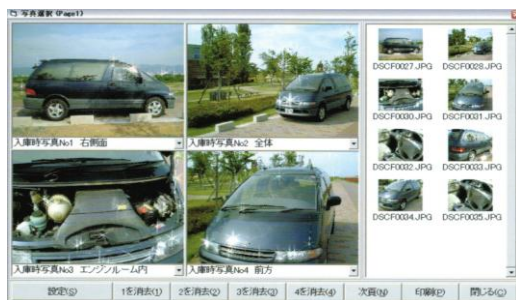 写真選択 (Page1)
入庫時写真No1 右側面
入庫時写真No2 全体
入庫時写真No3 エンジンルーム内
入庫時写真No4 前方
DSCF0027.JPG
DSCF0028.JPG
DSCF0030.JPG
DSCF0031.JPG
DSCF0032.JPG
DSCF0033.JPG
DSCF0034.JPG
DSCF0035.JPG
設定(S)
1を消去(1)
2を消去(2)
3を消去(3)
4を消去(4)
次頁(N)
印刷(P)
閉じる(C)